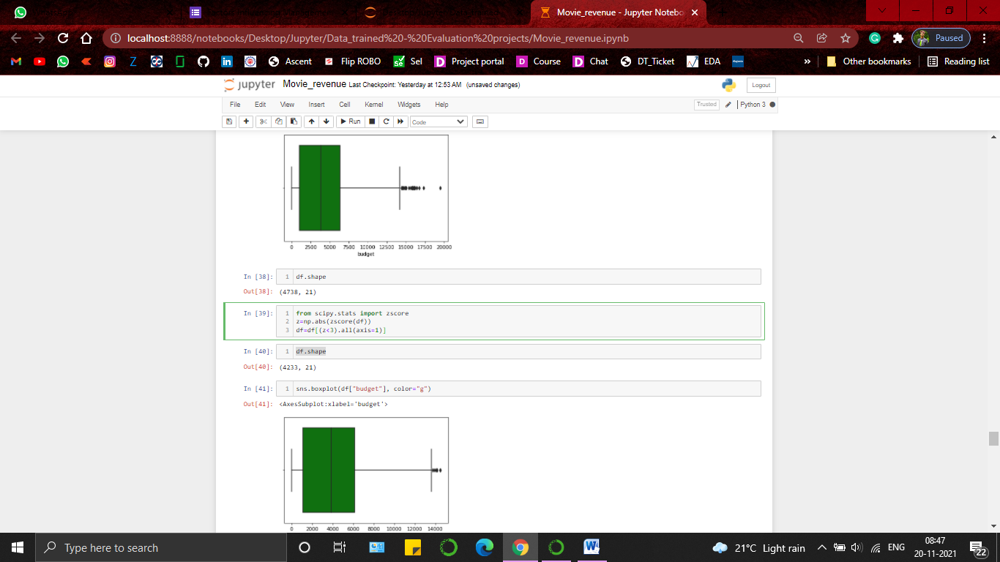 Movie_revenue - Jupyter Notebo
localhost:8888/notebooks/Desktop/Jupyter/Data_trained%20-%20Evaluation%20projects/Movie_revenue.ipynb
Paused
Ascent
Flip ROBO
Sel
Project portal
Course
Chat
DT_Ticket
EDA
»
Other bookmarks
Reading list
jupyter Movie_revenue Last Checkpoint: Yesterday at 12:53 AM (unsaved changes)
Logout
File Edit View Insert Cell Kernel Widgets Help
Trusted
Python 3
Run
Code
0 2500 5000 7500 10000 12500 15000 17500 20000
budget
In [38]: 1 df.shape
Out[38]: (4738, 21)
In [39]: 1 from scipy.stats import zscore
2 z=np.abs(zscore(df))
3 df=df[(z<3).all(axis=1)]
In [40]: 1 df.shape
Out[40]: (4233, 21)
In [41]: 1 sns.boxplot(df["budget"], color="g")
Out[41]: <AxesSubplot:xlabel='budget'>
0 2000 4000 6000 8000 10000 12000 14000
Type here to search
21°C Light rain
ENG
08:47
20-11-2021
22